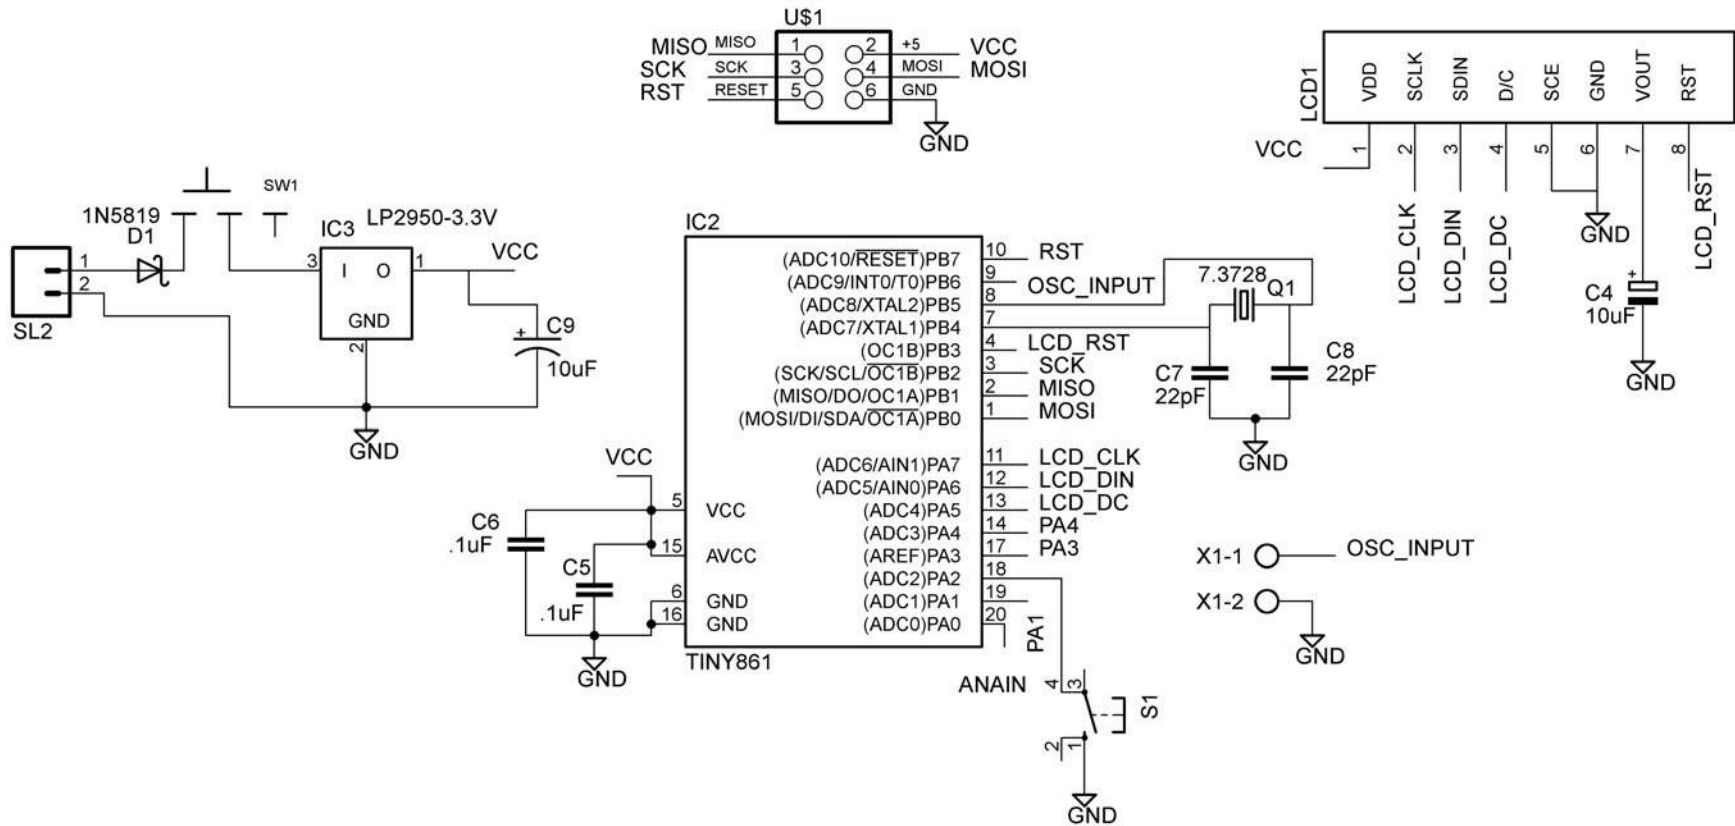 U$1
MISO MISO 1 2 +5 VCC
SCK SCK 3 4 MOSI MOSI
RST RESET 5 6 GND
GND
LCD1
VDD SCLK SDIN D/C SCE GND VOUT RST
1 2 3 4 5 6 7 8
VCC
LCD_CLK LCD_DIN LCD_DC
GND
LCD_RST
+
C4
10uF
GND
SW1
1N5819
D1
IC3 LP2950-3.3V
VCC
1
2
SL2
3 I O 1
GND
2
+ C9
10uF
GND
IC2
(ADC10/RESET)PB7 10 RST
(ADC9/INT0/T0)PB6 9 OSC_INPUT
(ADC8/XTAL2)PB5 8
(ADC7/XTAL1)PB4 7
(OC1B)PB3 4 LCD_RST
(SCK/SCL/OC1B)PB2 3 SCK
(MISO/DO/OC1A)PB1 2 MISO
(MOSI/DI/SDA/OC1A)PB0 1 MOSI
(ADC6/AIN1)PA7 11 LCD_CLK
(ADC5/AIN0)PA6 12 LCD_DIN
(ADC4)PA5 13 LCD_DC
(ADC3)PA4 14 PA4
(AREF)PA3 17 PA3
(ADC2)PA2 18
(ADC1)PA1 19
(ADC0)PA0 20
PA1
VCC
5 VCC
15 AVCC
6 GND
16 GND
C6
.1uF
C5
.1uF
GND
TINY861
7.3728
Q1
C7
22pF
C8
22pF
GND
X1-1 OSC_INPUT
X1-2
GND
ANAIN 4 3
S1
2 1
GND